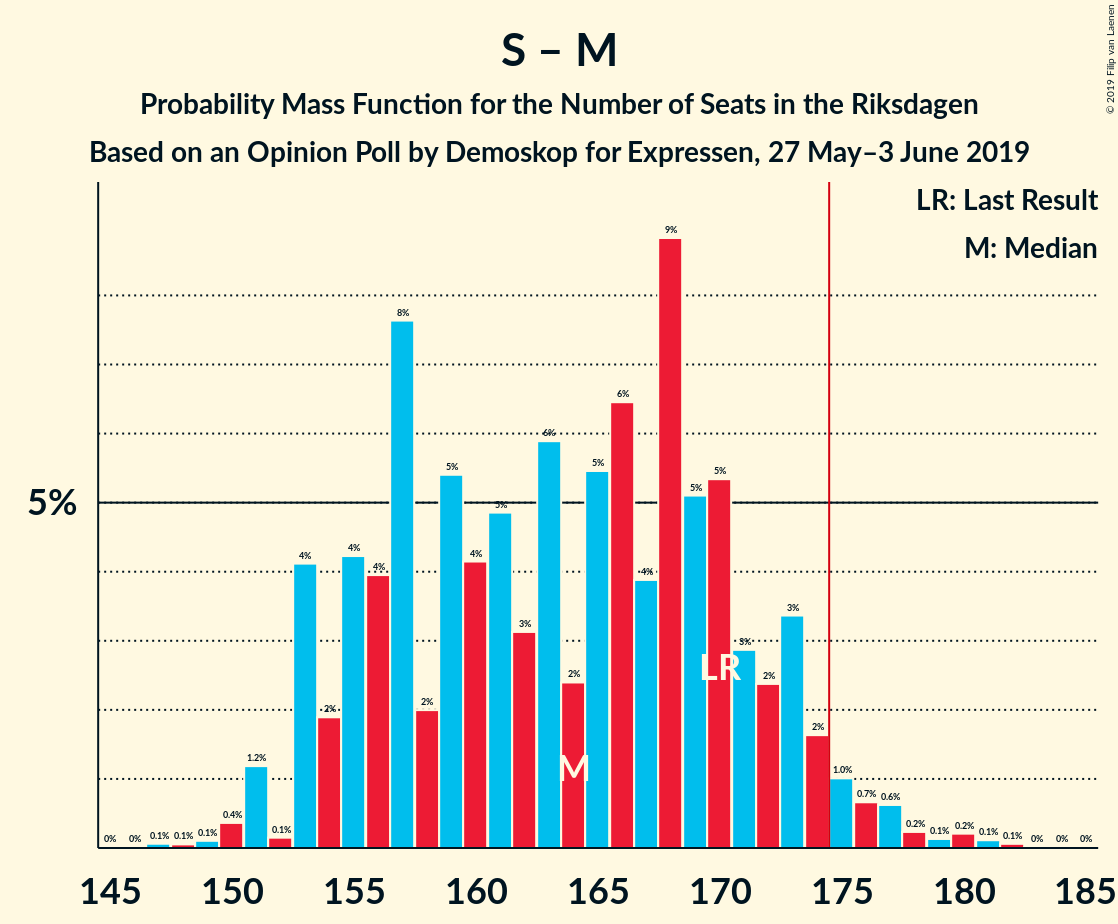 S – M
Probability Mass Function for the Number of Seats in the Riksdagen
Based on an Opinion Poll by Demoskop for Expressen, 27 May–3 June 2019
© 2019 Filip van Laenen
LR: Last Result
M: Median
5%
0% 0% 0.1% 0.1% 0.1% 0.4% 1.2% 0.1% 4% 2% 4% 4% 8% 2% 5% 4% 5% 3% 6% 2% 5% 6% 4% 9% 5% 5% 3% 2% 3% 2% 1.0% 0.7% 0.6% 0.2% 0.1% 0.2% 0.1% 0.1% 0% 0% 0%
LR
M
145 150 155 160 165 170 175 180 185